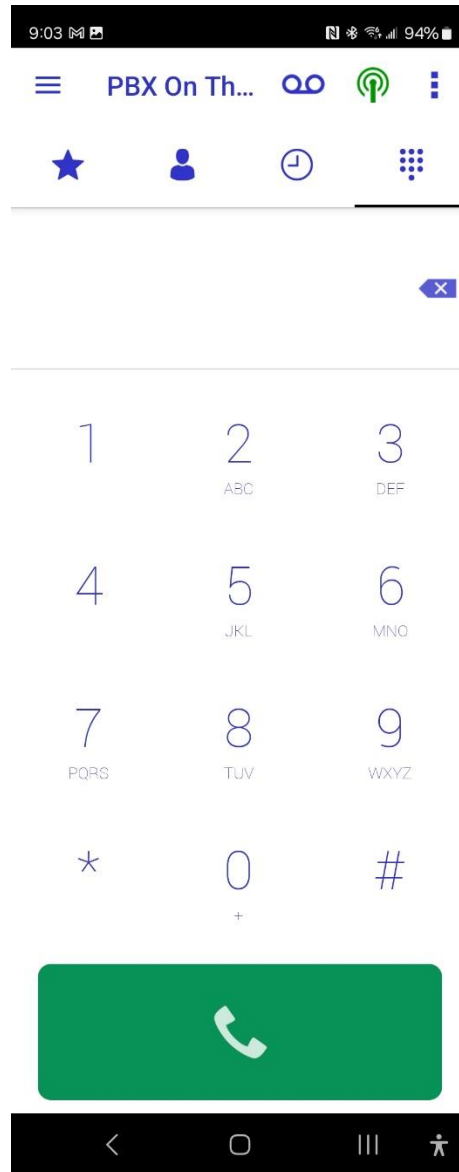 9:03 94%
PBX On Th...
1 2 3
ABC DEF
4 5 6
JKL MNO
7 8 9
PQRS TUV WXYZ
* 0 #
+